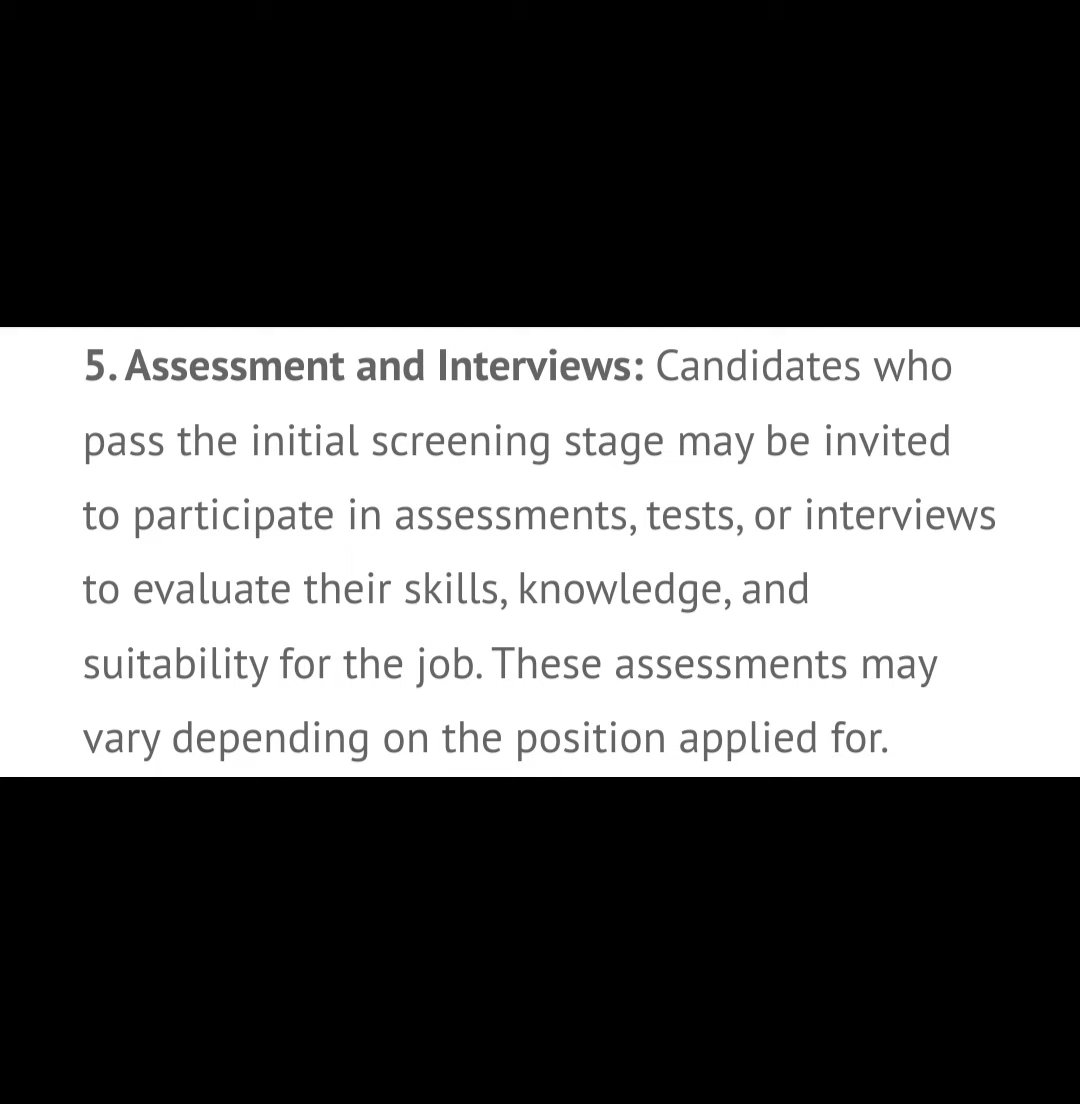 5. Assessment and Interviews: Candidates who
pass the initial screening stage may be invited
to participate in assessments, tests, or interviews
to evaluate their skills, knowledge, and
suitability for the job. These assessments may
vary depending on the position applied for.